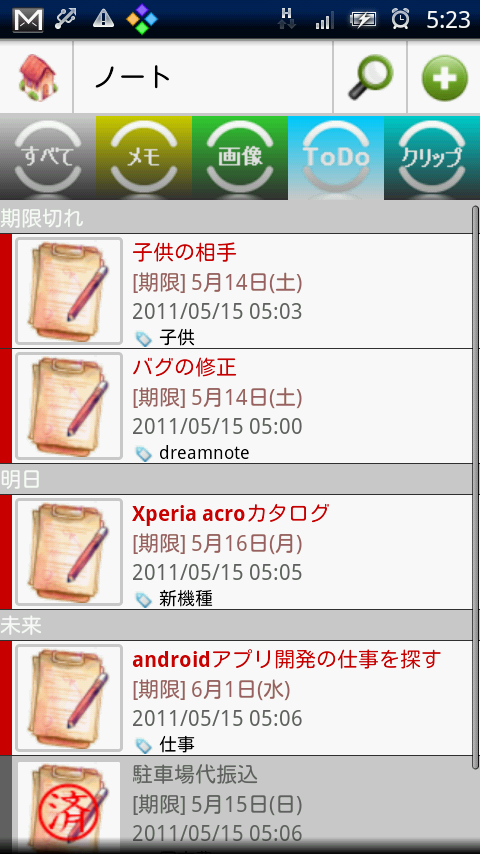 H
5:23
ノート
すべて
メモ
画像
ToDo
クリップ
期限切れ
子供の相手
[期限] 5月14日(土)
2011/05/15 05:03
子供
バグの修正
[期限] 5月14日(土)
2011/05/15 05:00
dreamnote
明日
Xperia acroカタログ
[期限] 5月16日(月)
2011/05/15 05:05
新機種
未来
androidアプリ開発の仕事を探す
[期限] 6月1日(水)
2011/05/15 05:06
仕事
済
駐車場代振込
[期限] 5月15日(日)
2011/05/15 05:06